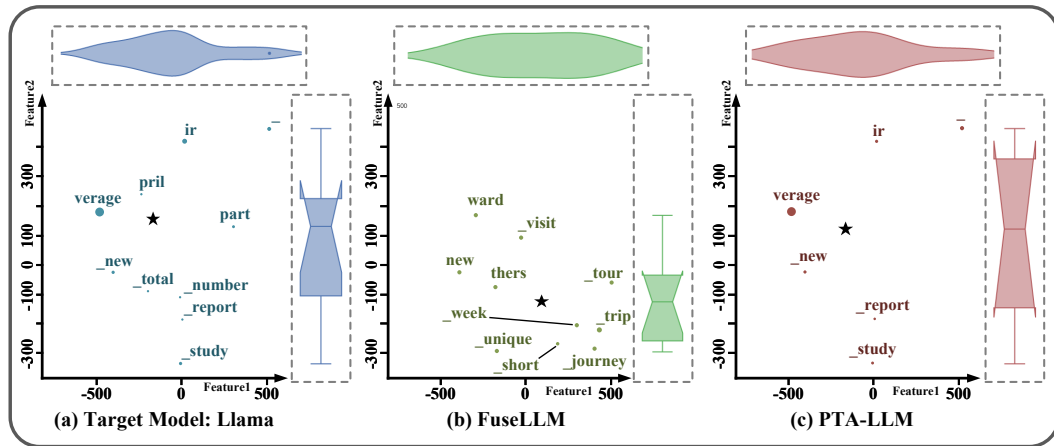 Feature2
300
100
0
-100
-300
-500
0
500
Feature1
ir
_
pril
verage
part
_new
_total
_number
_report
_study
(a) Target Model: Llama
Feature2
500
300
100
0
-100
-300
-500
0
500
Feature1
ward
_visit
new
thers
_tour
_week
_trip
_unique
_short
_journey
(b) FuseLLM
Feature2
300
100
0
-100
-300
-500
0
500
Feature1
ir
_
verage
_new
_report
_study
(c) PTA-LLM